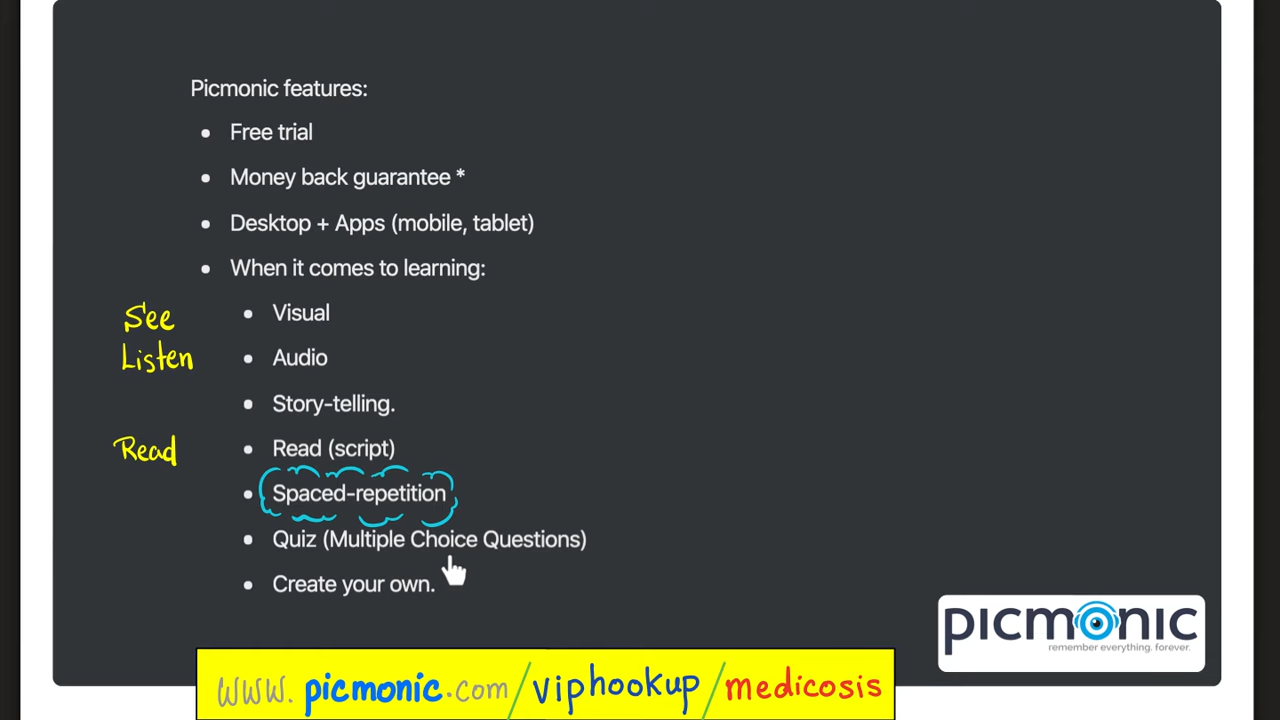 Picmonic features:
• Free trial
• Money back guarantee *
• Desktop + Apps (mobile, tablet)
• When it comes to learning:
See • Visual
Listen • Audio
• Story-telling.
Read • Read (script)
• Spaced-repetition
• Quiz (Multiple Choice Questions)
• Create your own.
picmonic
remember everything. forever.
www.picmonic.com/viphookup/medicosis